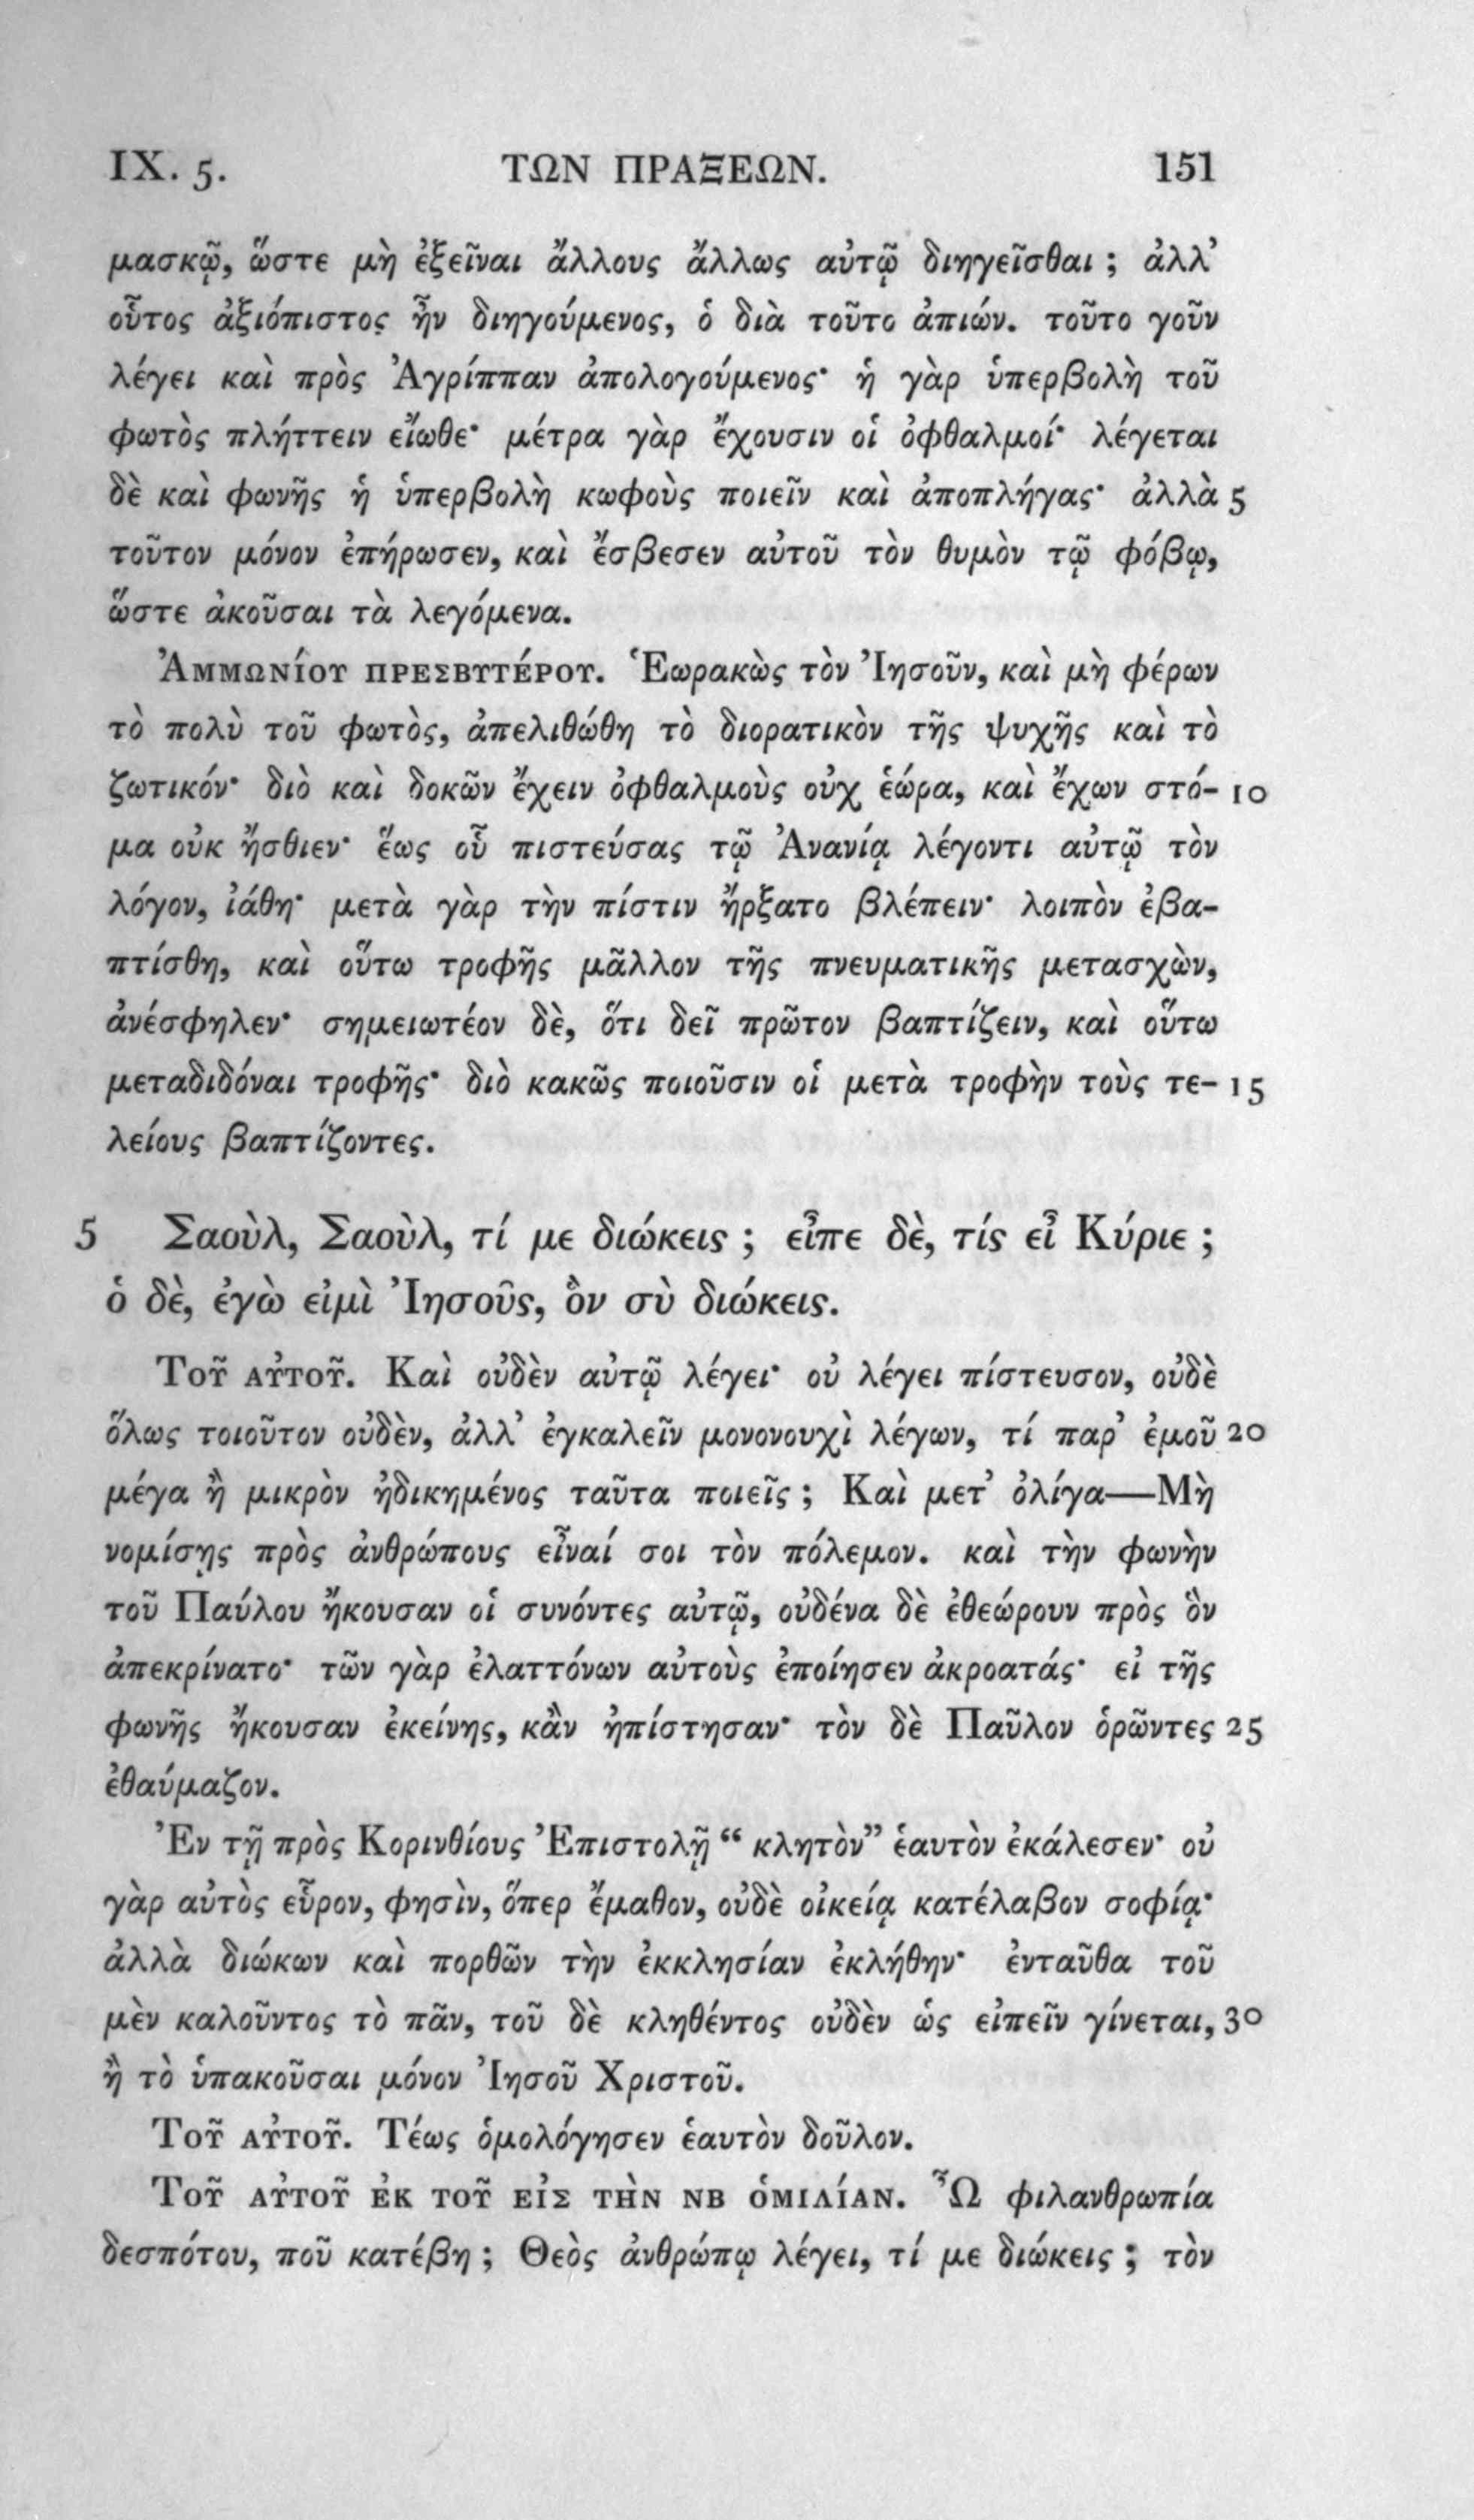 IX. 5. ΤΩΝ ΠΡΑΞΕΩΝ. 151
μασκῷ, ὥστε μὴ ἐξεῖναι ἄλλους ἄλλως αὐτῷ διηγεῖσθαι ; ἀλλ’
οὗτος ἀξιόπιστος ἦν διηγούμενος, ὁ διὰ τοῦτο ἀπιών. τοῦτο γοῦν
λέγει καὶ πρὸς Ἀγρίππαν ἀπολογούμενος· ἡ γὰρ ὑπερβολὴ τοῦ
φωτὸς πλήττειν εἴωθε· μέτρα γὰρ ἔχουσιν οἱ ὀφθαλμοί· λέγεται
δὲ καὶ φωνῆς ἡ ὑπερβολὴ κωφοὺς ποιεῖν καὶ ἀποπλήγας· ἀλλὰ 5
τοῦτον μόνον ἐπήρωσεν, καὶ ἔσβεσεν αὐτοῦ τὸν θυμὸν τῷ φόβῳ,
ὥστε ἀκοῦσαι τὰ λεγόμενα.
Ἀμμωνίου πρεσβυτέρου. Ἑωρακὼς τὸν Ἰησοῦν, καὶ μὴ φέρων
τὸ πολὺ τοῦ φωτὸς, ἀπελιθώθη τὸ διορατικὸν τῆς ψυχῆς καὶ τὸ
ζωτικόν· διὸ καὶ δοκῶν ἔχειν ὀφθαλμοὺς οὐχ ἑώρα, καὶ ἔχων στό- 10
μα οὐκ ἤσθιεν· ἕως οὗ πιστεύσας τῷ Ἀνανίᾳ λέγοντι αὐτῷ τὸν
λόγον, ἰάθη· μετὰ γὰρ τὴν πίστιν ἤρξατο βλέπειν· λοιπὸν ἐβα-
πτίσθη, καὶ οὕτω τροφῆς μᾶλλον τῆς πνευματικῆς μετασχὼν,
ἀνέσφηλεν· σημειωτέον δὲ, ὅτι δεῖ πρῶτον βαπτίζειν, καὶ οὕτω
μεταδιδόναι τροφῆς· διὸ κακῶς ποιοῦσιν οἱ μετὰ τροφὴν τοὺς τε- 15
λείους βαπτίζοντες.
5 Σαοὺλ, Σαοὺλ, τί με διώκεις ; εἶπε δὲ, τίς εἶ Κύριε ;
ὁ δὲ, ἐγὼ εἰμὶ Ἰησοῦς, ὃν σὺ διώκεις.
Τοῦ αὐτοῦ. Καὶ οὐδὲν αὐτῷ λέγει· οὐ λέγει πίστευσον, οὐδὲ
ὅλως τοιοῦτον οὐδὲν, ἀλλ’ ἐγκαλεῖν μονονουχὶ λέγων, τί παρ’ ἐμοῦ 20
μέγα ἢ μικρὸν ἠδικημένος ταῦτα ποιεῖς ; Καὶ μετ’ ὀλίγα—Μὴ
νομίσῃς πρὸς ἀνθρώπους εἶναί σοι τὸν πόλεμον. καὶ τὴν φωνὴν
τοῦ Παύλου ἤκουσαν οἱ συνόντες αὐτῷ, οὐδένα δὲ ἐθεώρουν πρὸς ὃν
ἀπεκρίνατο· τῶν γὰρ ἐλαττόνων αὐτοὺς ἐποίησεν ἀκροατάς· εἰ τῆς
φωνῆς ἤκουσαν ἐκείνης, κἂν ἠπίστησαν· τὸν δὲ Παῦλον ὁρῶντες 25
ἐθαύμαζον.
Ἐν τῇ πρὸς Κορινθίους Ἐπιστολῇ “ κλητὸν” ἑαυτὸν ἐκάλεσεν· οὐ
γὰρ αὐτὸς εὗρον, φησὶν, ὅπερ ἔμαθον, οὐδὲ οἰκείᾳ κατέλαβον σοφίᾳ·
ἀλλὰ διώκων καὶ πορθῶν τὴν ἐκκλησίαν ἐκλήθην· ἐνταῦθα τοῦ
μὲν καλοῦντος τὸ πᾶν, τοῦ δὲ κληθέντος οὐδὲν ὡς εἰπεῖν γίνεται, 30
ἢ τὸ ὑπακοῦσαι μόνον Ἰησοῦ Χριστοῦ.
Τοῦ αὐτοῦ. Τέως ὁμολόγησεν ἑαυτὸν δοῦλον.
Τοῦ αὐτοῦ ἐκ τοῦ εἰς τὴν νβ ὁμιλίαν. Ὦ φιλανθρωπία
δεσπότου, ποῦ κατέβη ; Θεὸς ἀνθρώπῳ λέγει, τί με διώκεις ; τὸν